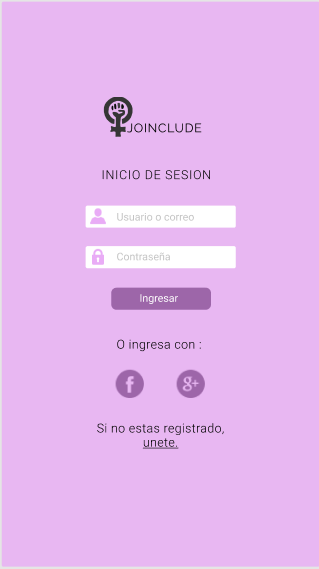 JOINCLUDE
INICIO DE SESION
Usuario o correo
Contraseña
Ingresar
O ingresa con :
f
g+
Si no estas registrado,
unete.